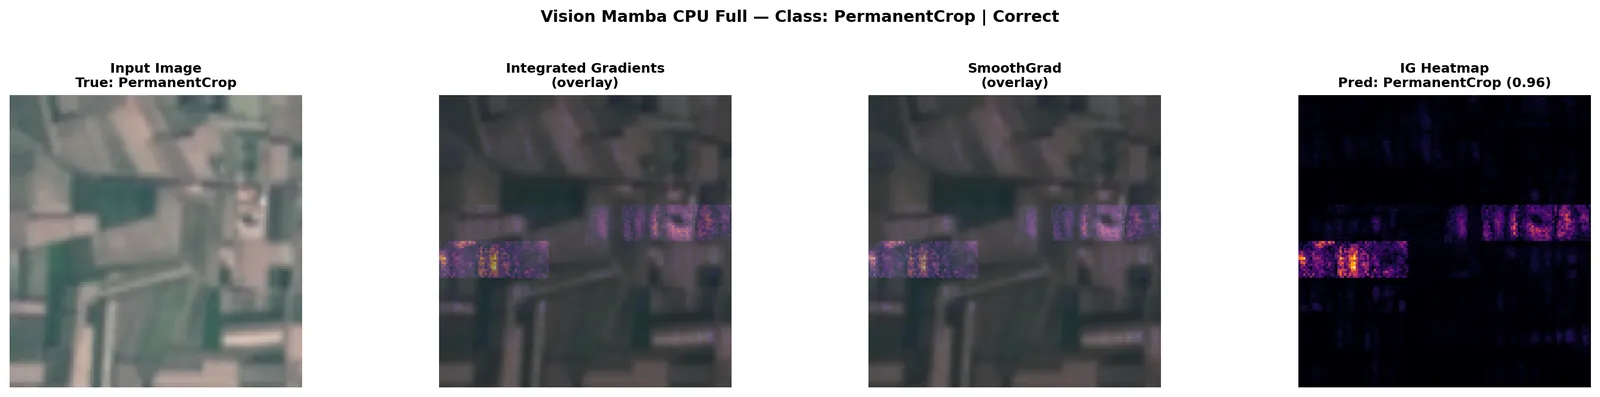 Vision Mamba CPU Full — Class: PermanentCrop | Correct
Input Image
True: PermanentCrop
Integrated Gradients
(overlay)
SmoothGrad
(overlay)
IG Heatmap
Pred: PermanentCrop (0.96)